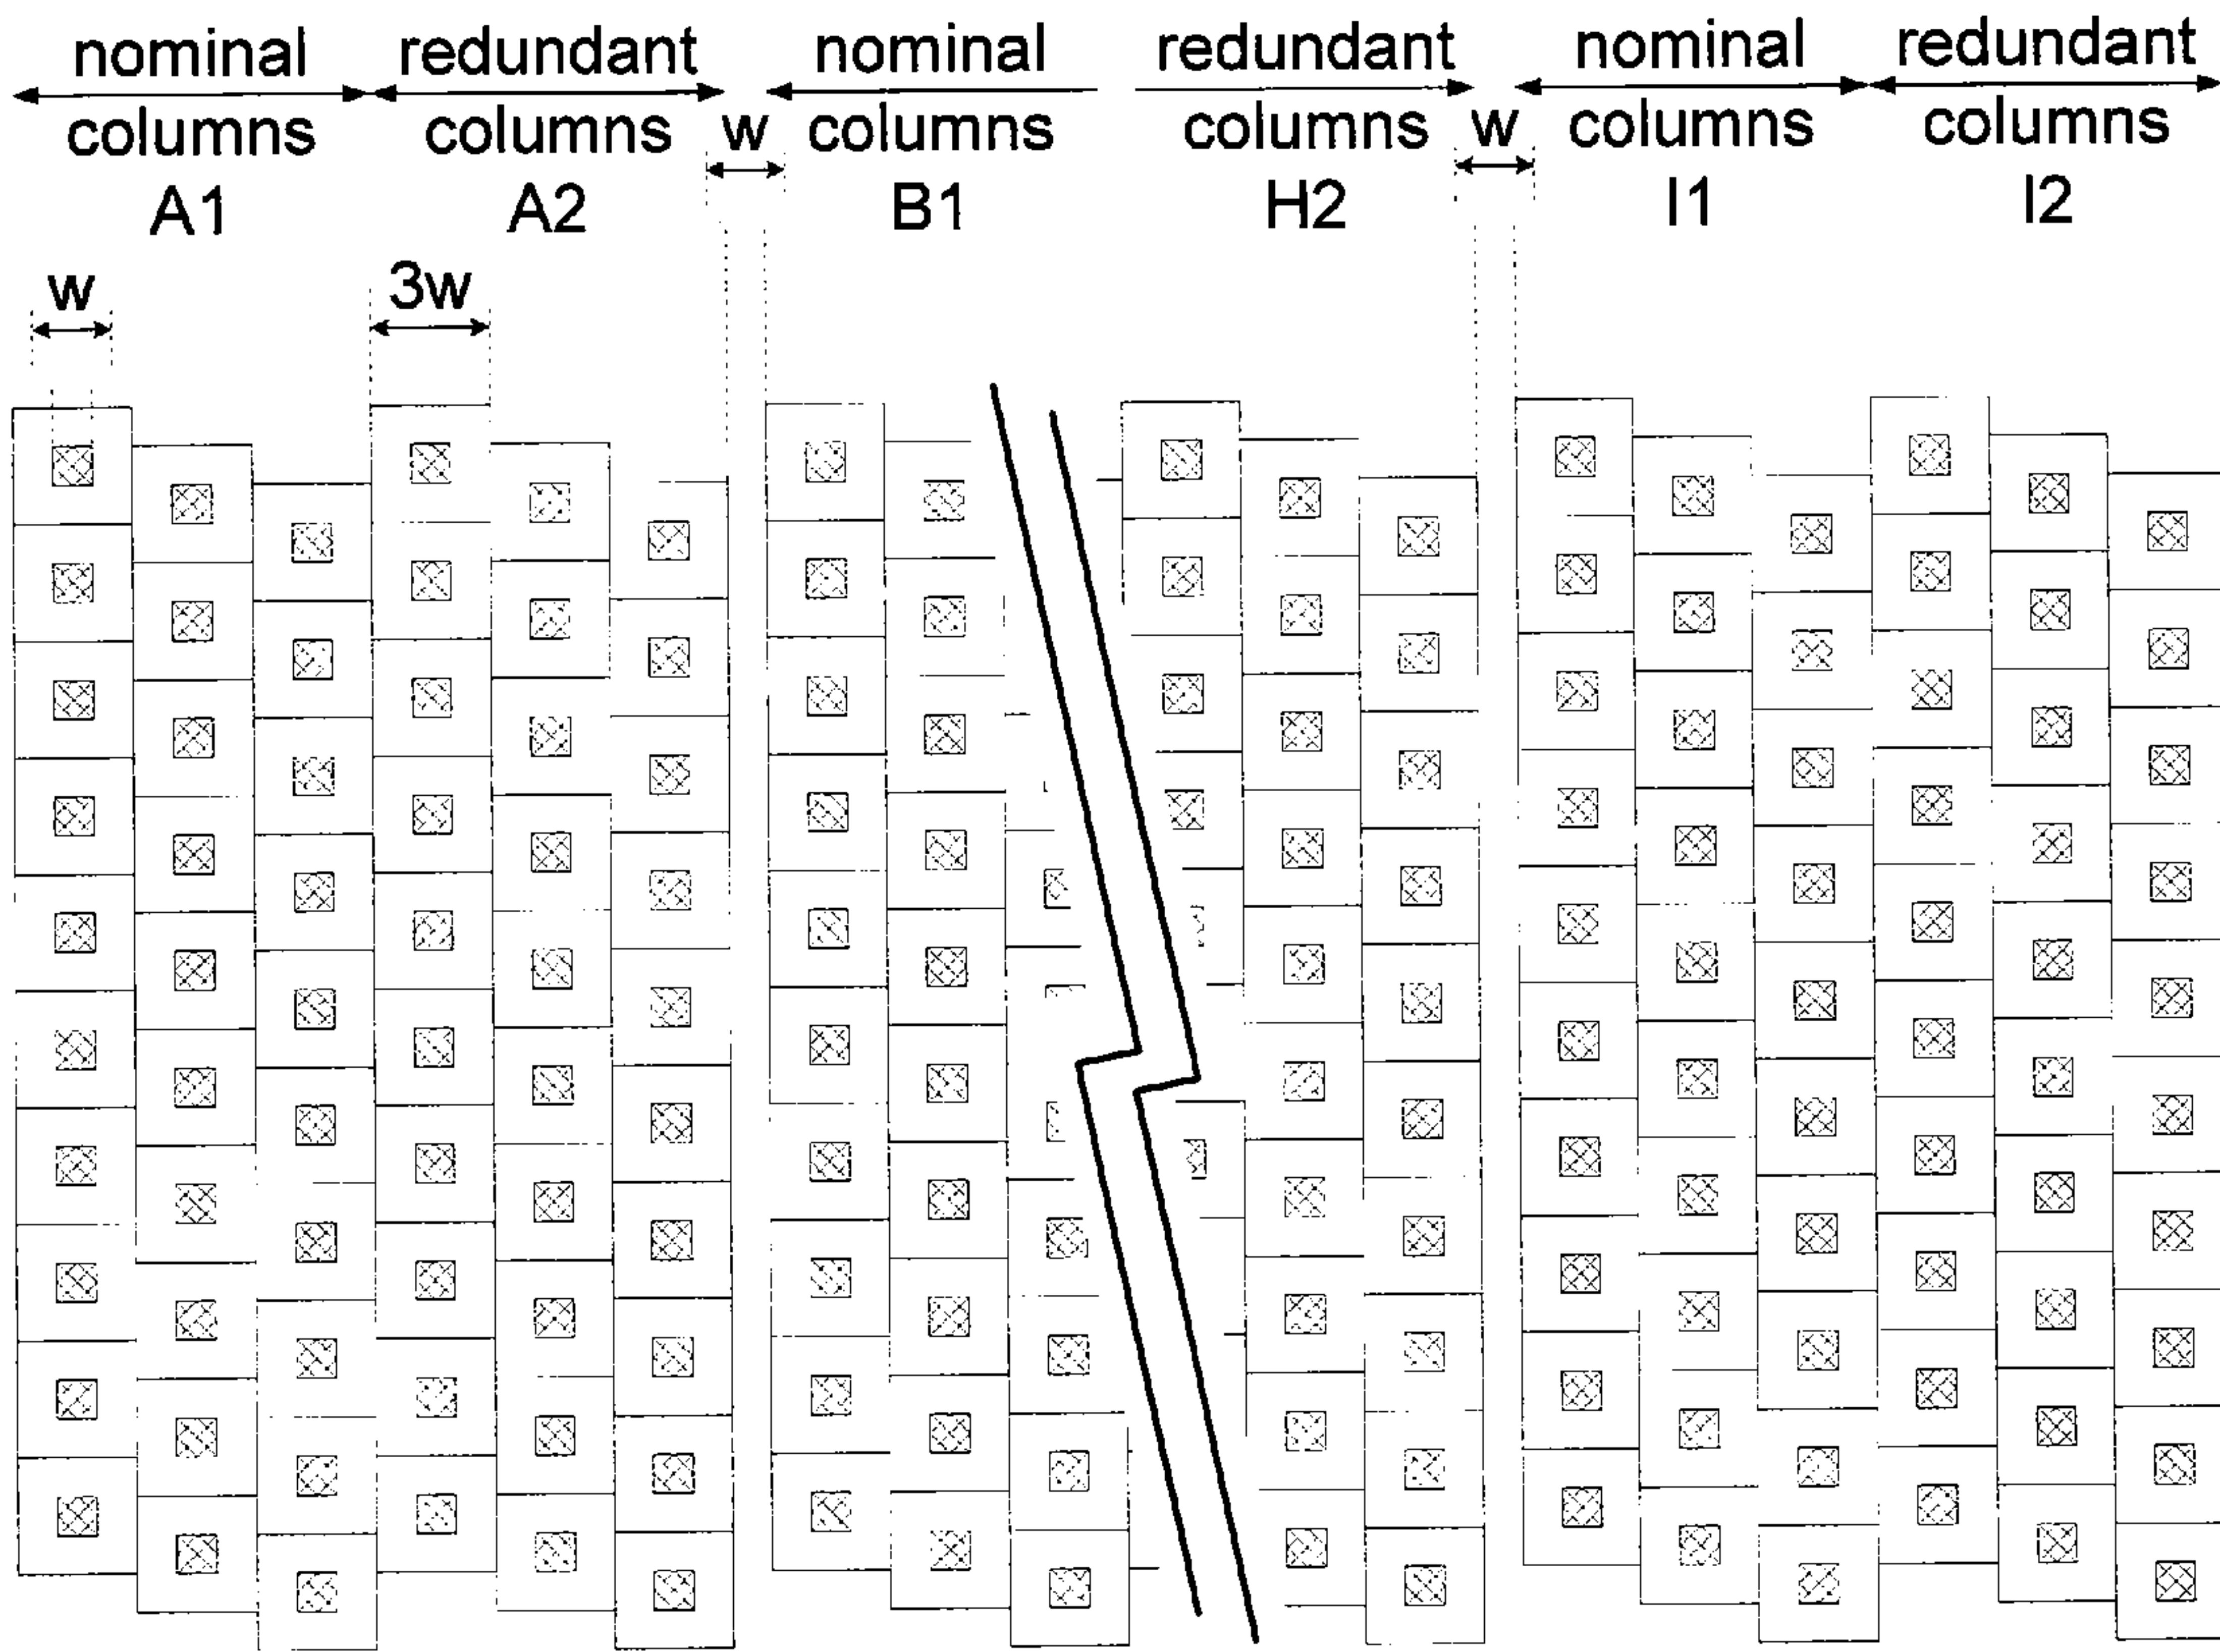 nominal redundant nominal redundant nominal redundant
columns columns w columns columns w columns columns
A1 A2 B1 H2 I1 I2
w 3w